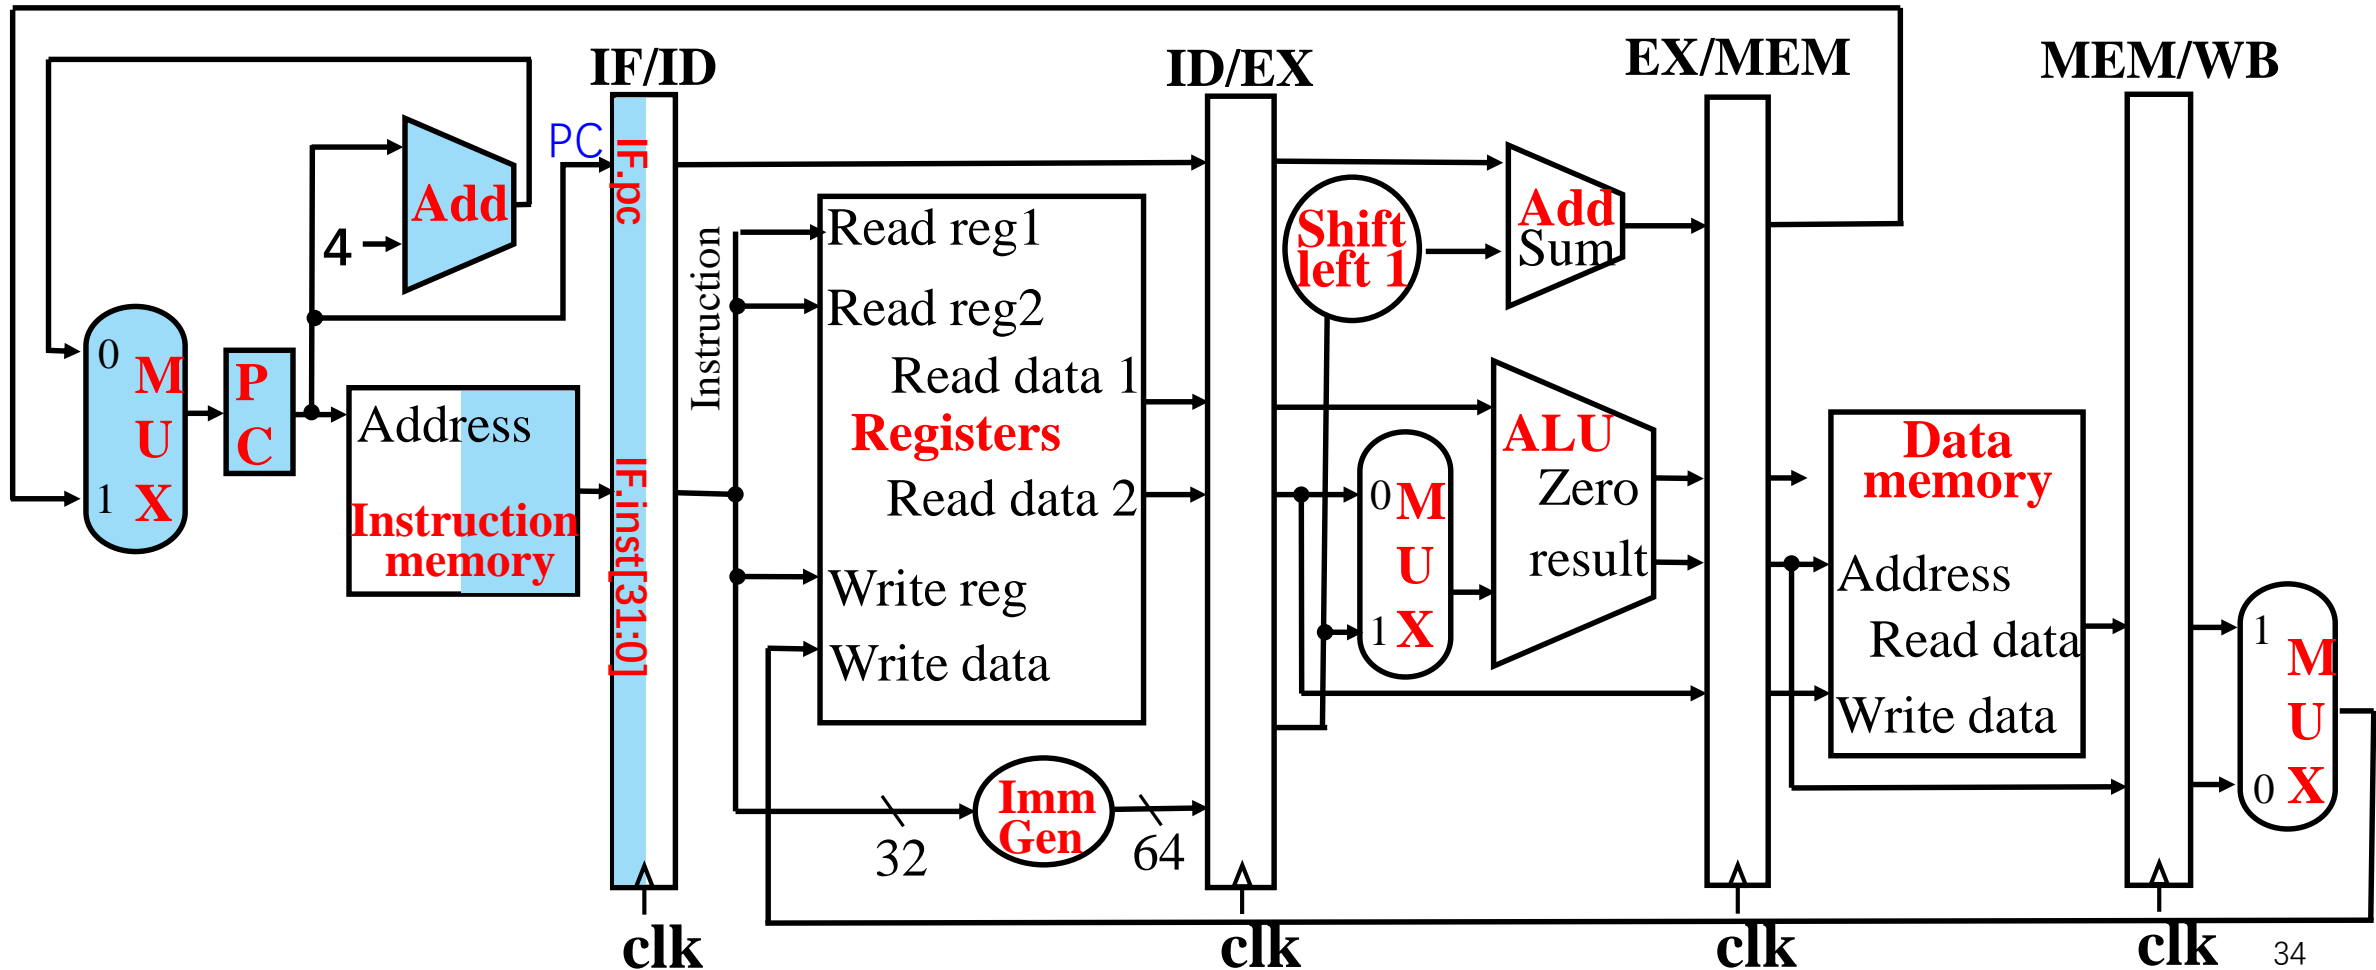 IF/ID
ID/EX
EX/MEM
MEM/WB
PC
IF.pc
IF.inst[31:0]
Add
4
0
1
M
U
X
P
C
Address
Instruction
memory
Instruction
Read reg1
Read reg2
Read data 1
Registers
Read data 2
Write reg
Write data
32
Imm
Gen
64
Shift
left 1
Add
Sum
0
1
M
U
X
ALU
Zero
result
Data
memory
Address
Read data
Write data
1
0
M
U
X
clk
clk
clk
clk
34